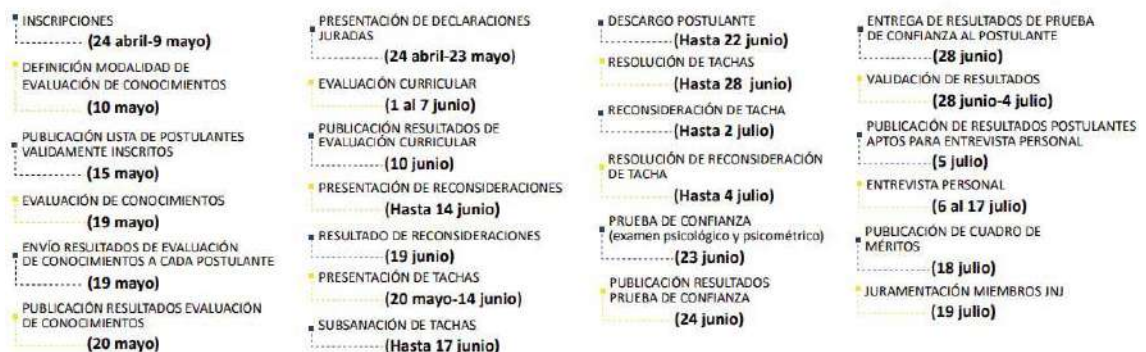 INSCRIPCIONES
(24 abril-9 mayo)
DEFINICIÓN MODALIDAD DE
EVALUACIÓN DE CONOCIMIENTOS
(10 mayo)
PUBLICACIÓN LISTA DE POSTULANTES
VALIDAMENTE INSCRITOS
(15 mayo)
EVALUACIÓN DE CONOCIMIENTOS
(19 mayo)
ENVÍO RESULTADOS DE EVALUACIÓN
DE CONOCIMIENTOS A CADA POSTULANTE
(19 mayo)
PUBLICACIÓN RESULTADOS EVALUACIÓN
DE CONOCIMIENTOS
(20 mayo)
PRESENTACIÓN DE DECLARACIONES
JURADAS
(24 abril-23 mayo)
EVALUACIÓN CURRICULAR
(1 al 7 junio)
PUBLICACIÓN RESULTADOS DE
EVALUACIÓN CURRICULAR
(10 junio)
PRESENTACIÓN DE RECONSIDERACIONES
(Hasta 14 junio)
RESULTADO DE RECONSIDERACIONES
(19 junio)
PRESENTACIÓN DE TACHAS
(20 mayo-14 junio)
SUBSANACIÓN DE TACHAS
(Hasta 17 junio)
DESCARGO POSTULANTE
(Hasta 22 junio)
RESOLUCIÓN DE TACHAS
(Hasta 28 junio)
RECONSIDERACIÓN DE TACHA
(Hasta 2 julio)
RESOLUCIÓN DE RECONSIDERACIÓN
DE TACHA
(Hasta 4 julio)
PRUEBA DE CONFIANZA
(examen psicológico y psicométrico)
(23 junio)
PUBLICACIÓN RESULTADOS
PRUEBA DE CONFIANZA
(24 junio)
ENTREGA DE RESULTADOS DE PRUEBA
DE CONFIANZA AL POSTULANTE
(28 junio)
VALIDACIÓN DE RESULTADOS
(28 junio-4 julio)
PUBLICACIÓN DE RESULTADOS POSTULANTES
APTOS PARA ENTREVISTA PERSONAL
(5 julio)
ENTREVISTA PERSONAL
(6 al 17 julio)
PUBLICACIÓN DE CUADRO DE
MÉRITOS
(18 julio)
JURAMENTACIÓN MIEMBROS JNJ
(19 julio)